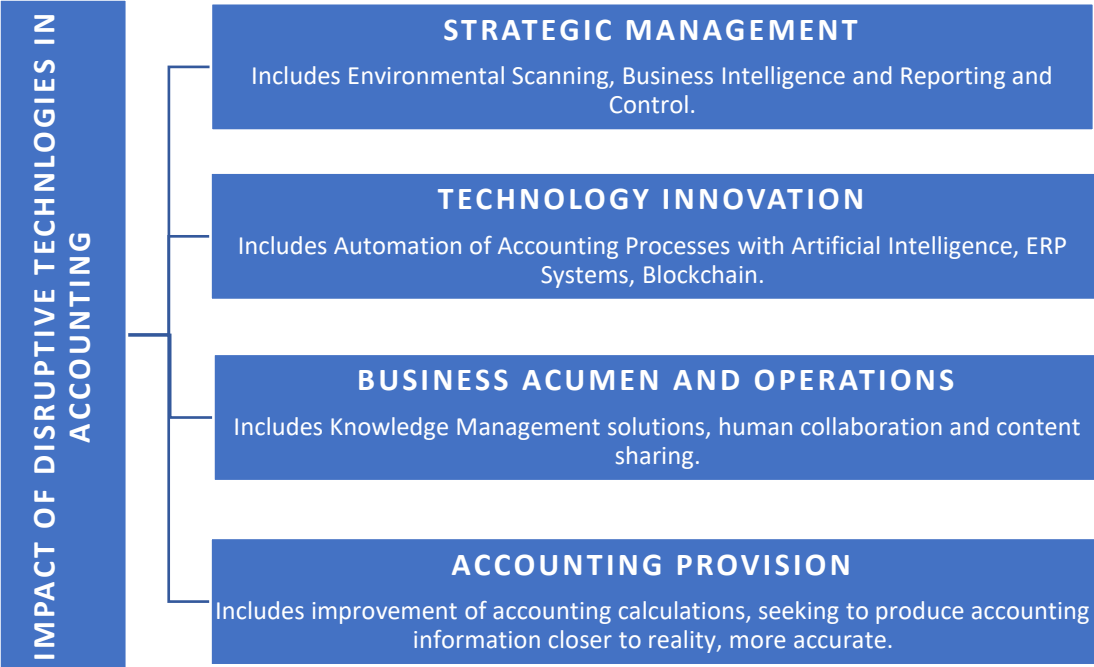 IMPACT OF DISRUPTIVE TECHNLOGIES IN
ACCOUNTING
STRATEGIC MANAGEMENT
Includes Environmental Scanning, Business Intelligence and Reporting and
Control.
TECHNOLOGY INNOVATION
Includes Automation of Accounting Processes with Artificial Intelligence, ERP
Systems, Blockchain.
BUSINESS ACUMEN AND OPERATIONS
Includes Knowledge Management solutions, human collaboration and content
sharing.
ACCOUNTING PROVISION
Includes improvement of accounting calculations, seeking to produce accounting
information closer to reality, more accurate.